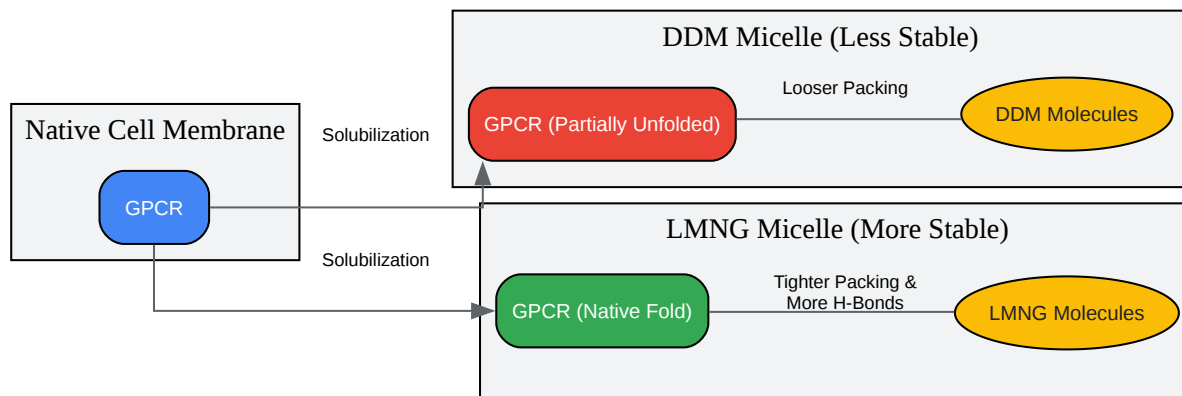 DDM Micelle (Less Stable)
Looser Packing
GPCR (Partially Unfolded)
DDM Molecules
Native Cell Membrane
Solubilization
GPCR
LMNG Micelle (More Stable)
Solubilization
Tighter Packing &
More H-Bonds
GPCR (Native Fold)
LMNG Molecules